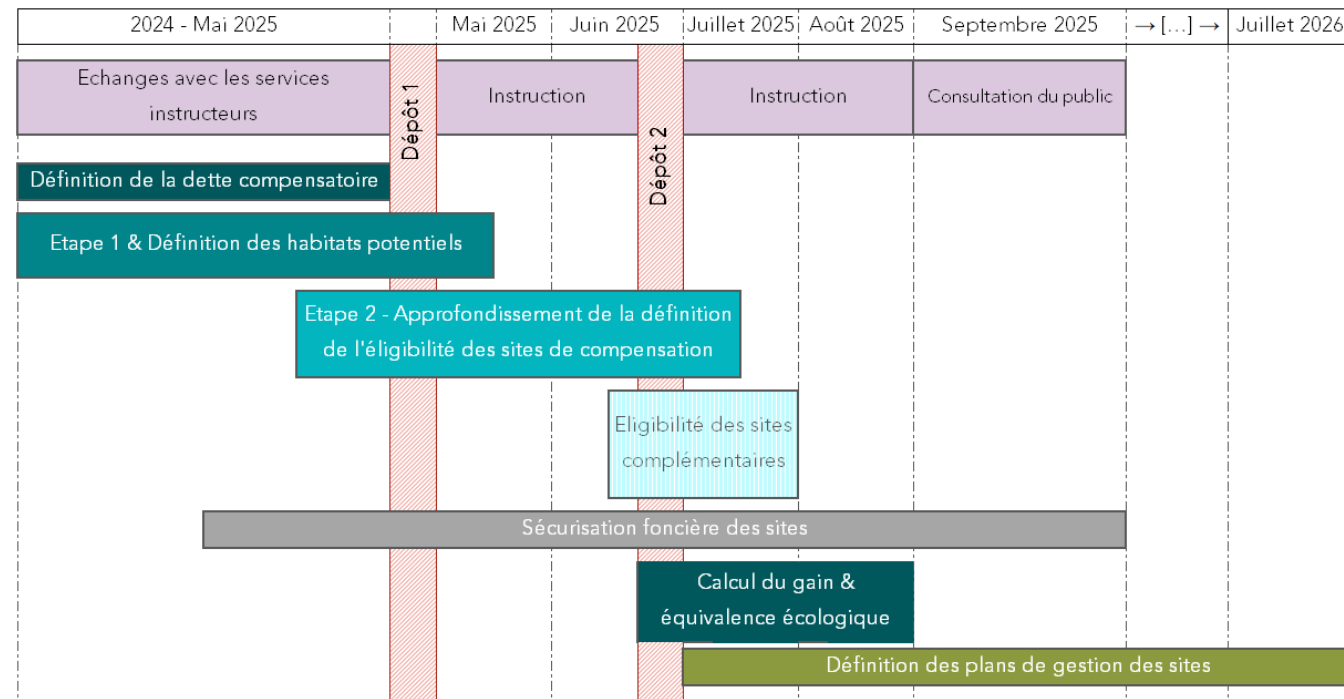 2024 - Mai 2025
Mai 2025
Juin 2025
Juillet 2025
Août 2025
Septembre 2025
→ [...] →
Juillet 2026
Echanges avec les services
instructeurs
Dépôt 1
Instruction
Dépôt 2
Instruction
Consultation du public
Définition de la dette compensatoire
Etape 1 & Définition des habitats potentiels
Etape 2 - Approfondissement de la définition
de l'éligibilité des sites de compensation
Eligibilité des sites
complémentaires
Sécurisation foncière des sites
Calcul du gain &
équivalence écologique
Définition des plans de gestion des sites